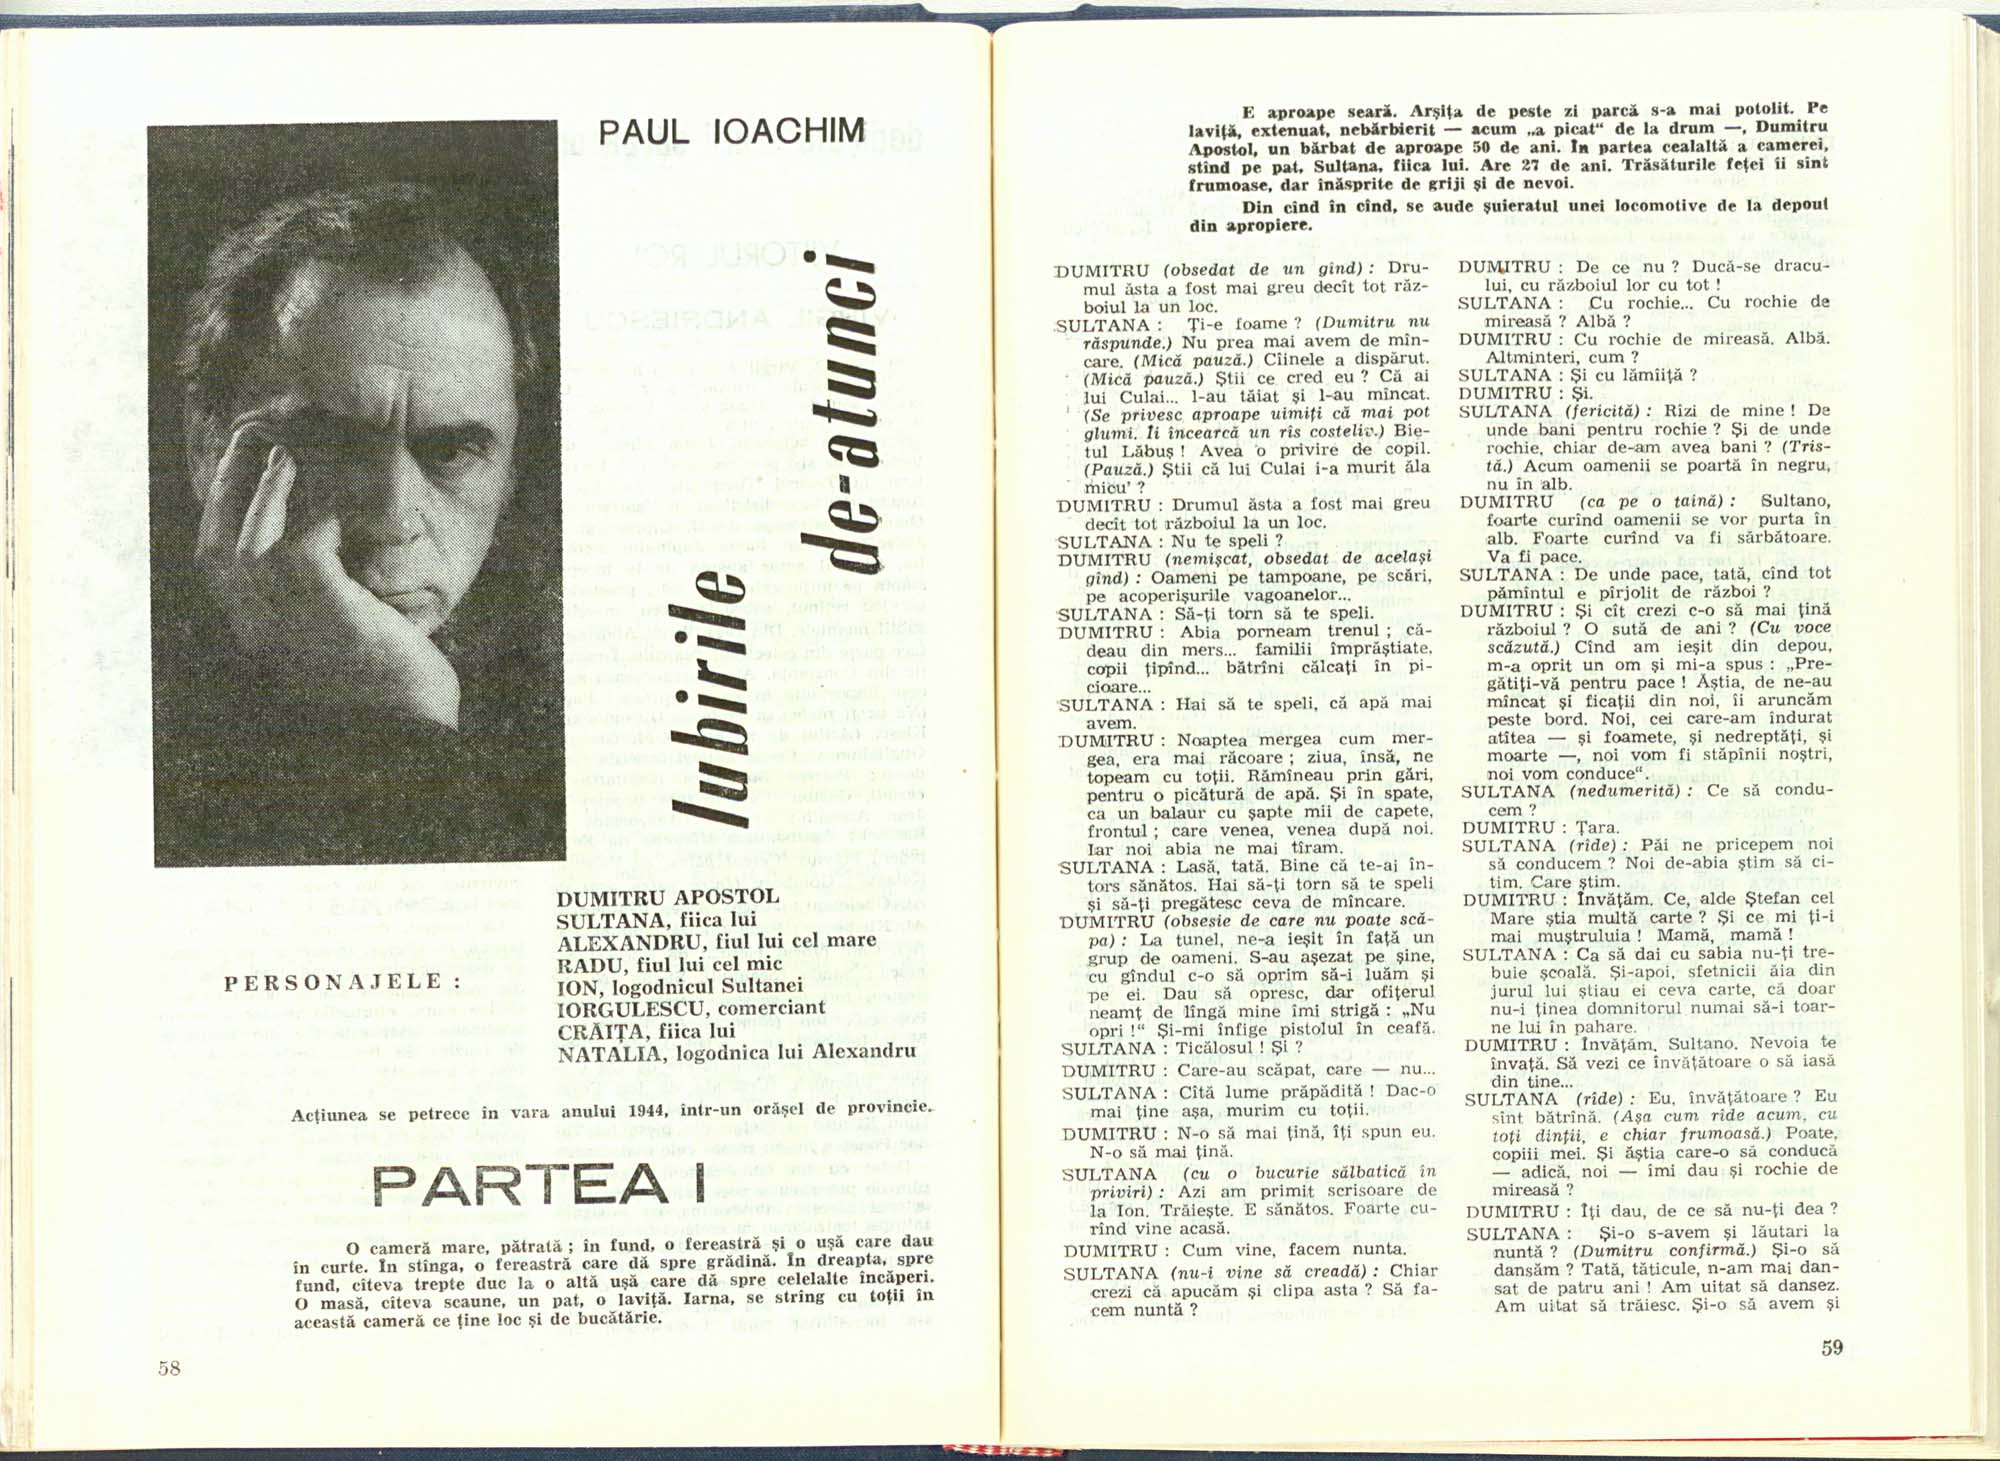 PAUL IOACHIM
Iubirile de-atunci
PERSONAJELE :
DUMITRU APOSTOL
SULTANA, fiica lui
ALEXANDRU, fiul lui cel mare
RADU, fiul lui cel mic
ION, logodnicul Sultanei
IORGULESCU, comerciant
CRĂIȚA, fiica lui
NATALIA, logodnica lui Alexandru
Acțiunea se petrece în vara anului 1944, într-un orășel de provincie.
PARTEA I
O cameră mare, pătrată ; în fund, o fereastră și o ușă care dau
în curte. În stînga, o fereastră care dă spre grădină. În dreapta, spre
fund, cîteva trepte duc la o altă ușă care dă spre celelalte încăperi.
O masă, cîteva scaune, un pat, o laviță. Iarna, se string cu toții în
această cameră ce ține loc și de bucătărie.
58
E aproape seară. Arșița de peste zi parcă s-a mai potolit. Pe
laviță, extenuat, nebărbierit — acum „a picat“ de la drum —, Dumitru
Apostol, un bărbat de aproape 50 de ani. În partea cealaltă a camerei,
stînd pe pat, Sultana, fiica lui. Are 27 de ani. Trăsăturile feței îi sînt
frumoase, dar înăsprite de griji și de nevoi.
Din cînd în cînd, se aude șuieratul unei locomotive de la depoul
din apropiere.
DUMITRU (obsedat de un gînd) : Dru-
mul ăsta a fost mai greu decît tot răz-
boiul la un loc.
SULTANA : Ți-e foame ? (Dumitru nu
răspunde.) Nu prea mai avem de mîn-
care. (Mică pauză.) Cîinele a dispărut.
(Mică pauză.) Știi ce cred eu ? Că ai
lui Culai... l-au tăiat și l-au mîncat.
(Se privesc aproape uimiți că mai pot
glumi. Îi încearcă un rîs costeliv.) Bie-
tul Lăbuș ! Avea o privire de copil.
(Pauză.) Știi că lui Culai i-a murit ăla
micu' ?
DUMITRU : Drumul ăsta a fost mai greu
decît tot războiul la un loc.
SULTANA : Nu te speli ?
DUMITRU (nemișcat, obsedat de același
gînd) : Oameni pe tampoane, pe scări,
pe acoperișurile vagoanelor...
SULTANA : Să-ți torn să te speli.
DUMITRU : Abia porneam trenul ; că-
deau din mers... familii împrăștiate.
copii țipînd... bătrîni călcați în pi-
cioare...
SULTANA : Hai să te speli, că apă mai
avem.
DUMITRU : Noaptea mergea cum mer-
gea, era mai răcoare ; ziua, însă, ne
topeam cu toții. Rămîneau prin gări,
pentru o picătură de apă. Și în spate,
ca un balaur cu șapte mii de capete,
frontul ; care venea, venea după noi.
Iar noi abia ne mai tîram.
SULTANA : Lasă, tată. Bine că te-ai în-
tors sănătos. Hai să-ți torn să te speli
și să-ți pregătesc ceva de mîncare.
DUMITRU (obsesie de care nu poate scă-
pa) : La tunel, ne-a ieșit în față un
grup de oameni. S-au așezat pe șine,
cu gîndul c-o să oprim să-i luăm și
pe ei. Dau să opresc, dar ofițerul
neamț de lîngă mine îmi strigă : „Nu
opri !“ Și-mi înfige pistolul în ceafă.
SULTANA : Ticălosul ! Și ?
DUMITRU : Care-au scăpat, care — nu...
SULTANA : Cîtă lume prăpădită ! Dac-o
mai ține așa, murim cu toții.
DUMITRU : N-o să mai țină, îți spun eu.
N-o să mai țină.
SULTANA (cu o bucurie sălbatică în
priviri) : Azi am primit scrisoare de
la Ion. Trăiește. E sănătos. Foarte cu-
rînd vine acasă.
DUMITRU : Cum vine, facem nunta.
SULTANA (nu-i vine să creadă) : Chiar
crezi că apucăm și clipa asta ? Să fa-
cem nuntă ?
DUMITRU : De ce nu ? Ducă-se dracu-
lui, cu războiul lor cu tot !
SULTANA : Cu rochie... Cu rochie de
mireasă ? Albă ?
DUMITRU : Cu rochie de mireasă. Albă.
Altminteri, cum ?
SULTANA : Și cu lămîiță ?
DUMITRU : Și.
SULTANA (fericită) : Rîzi de mine ! De
unde bani pentru rochie ? Și de unde
rochie, chiar de-am avea bani ? (Tris-
tă.) Acum oamenii se poartă în negru,
nu în alb.
DUMITRU (ca pe o taină) : Sultano,
foarte curînd oamenii se vor purta în
alb. Foarte curînd va fi sărbătoare.
Va fi pace.
SULTANA : De unde pace, tată, cînd tot
pămîntul e pîrjolit de război ?
DUMITRU : Și cît crezi c-o să mai țină
războiul ? O sută de ani ? (Cu voce
scăzută.) Cînd am ieșit din depou,
m-a oprit un om și mi-a spus : „Pre-
gătiți-vă pentru pace ! Ăștia, de ne-au
mîncat și ficații din noi, îi aruncăm
peste bord. Noi, cei care-am îndurat
atîtea — și foamete, și nedreptăți, și
moarte —, noi vom fi stăpînii noștri,
noi vom conduce“.
SULTANA (nedumerită) : Ce să condu-
cem ?
DUMITRU : Țara.
SULTANA (rîde) : Păi ne pricepem noi
să conducem ? Noi de-abia știm să ci-
tim. Care știm.
DUMITRU : Învățăm. Ce, alde Ștefan cel
Mare știa multă carte ? Și ce mi ți-i
mai muștruluia ! Mamă, mamă !
SULTANA : Ca să dai cu sabia nu-ți tre-
buie școală. Și-apoi, sfetnicii ăia din
jurul lui știau ei ceva carte, că doar
nu-i ținea domnitorul numai să-i toar-
ne lui în pahare.
DUMITRU : Învățăm, Sultano. Nevoia te
învață. Să vezi ce învățătoare o să iasă
din tine...
SULTANA (rîde) : Eu, învățătoare ? Eu
sînt bătrînă. (Așa cum rîde acum, cu
toți dinții, e chiar frumoasă.) Poate,
copiii mei. Și ăștia care-o să conducă
— adică, noi — îmi dau și rochie de
mireasă ?
DUMITRU : Îți dau, de ce să nu-ți dea ?
SULTANA : Și-o s-avem și lăutari la
nuntă ? (Dumitru confirmă.) Și-o să
dansăm ? Tată, tăticule, n-am mai dan-
sat de patru ani ! Am uitat să dansez.
Am uitat să trăiesc. Și-o să avem și
59